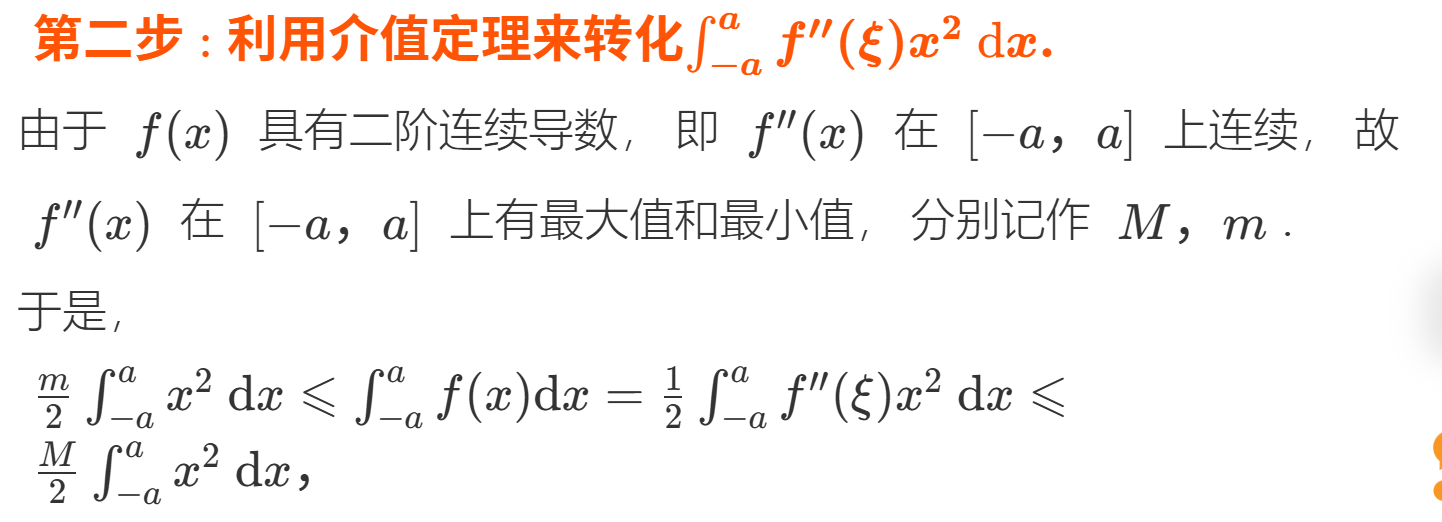 第二步：利用介值定理来转化∫_{-a}^{a} f″(ξ)x² dx.
由于 f(x) 具有二阶连续导数, 即 f″(x) 在 [−a, a] 上连续, 故
f″(x) 在 [−a, a] 上有最大值和最小值, 分别记作 M, m .
于是,
m/2 ∫_{-a}^{a} x² dx ⩽ ∫_{-a}^{a} f(x)dx = 1/2 ∫_{-a}^{a} f″(ξ)x² dx ⩽
M/2 ∫_{-a}^{a} x² dx,